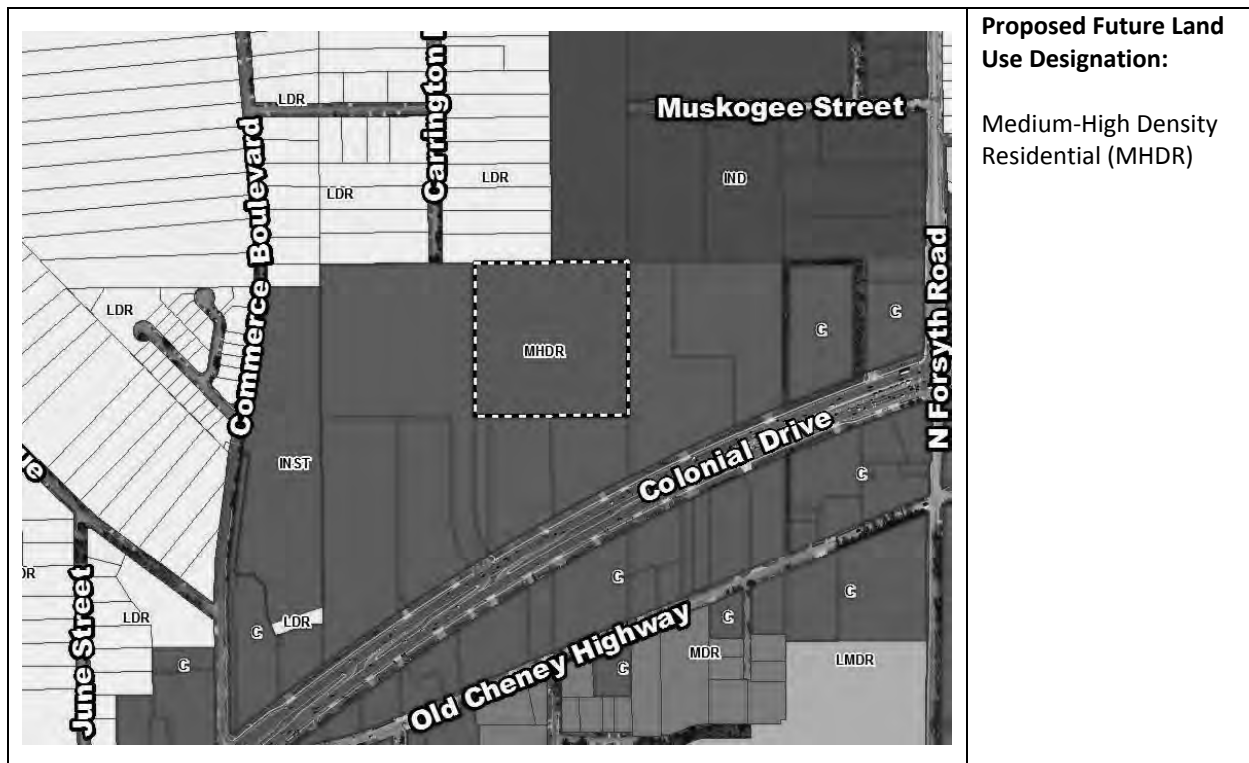 Proposed Future Land
Use Designation:
Medium-High Density
Residential (MHDR)
LDR
Carrington
Muskogee Street
LDR
LDR
IND
Commerce Boulevard
N Forsyth Road
LDR
C
C
MHDR
Colonial Drive
INST
C
C
C
LDR
LDR
C
June Street
C
Old Cheney Highway
C
MDR
LMDR
C